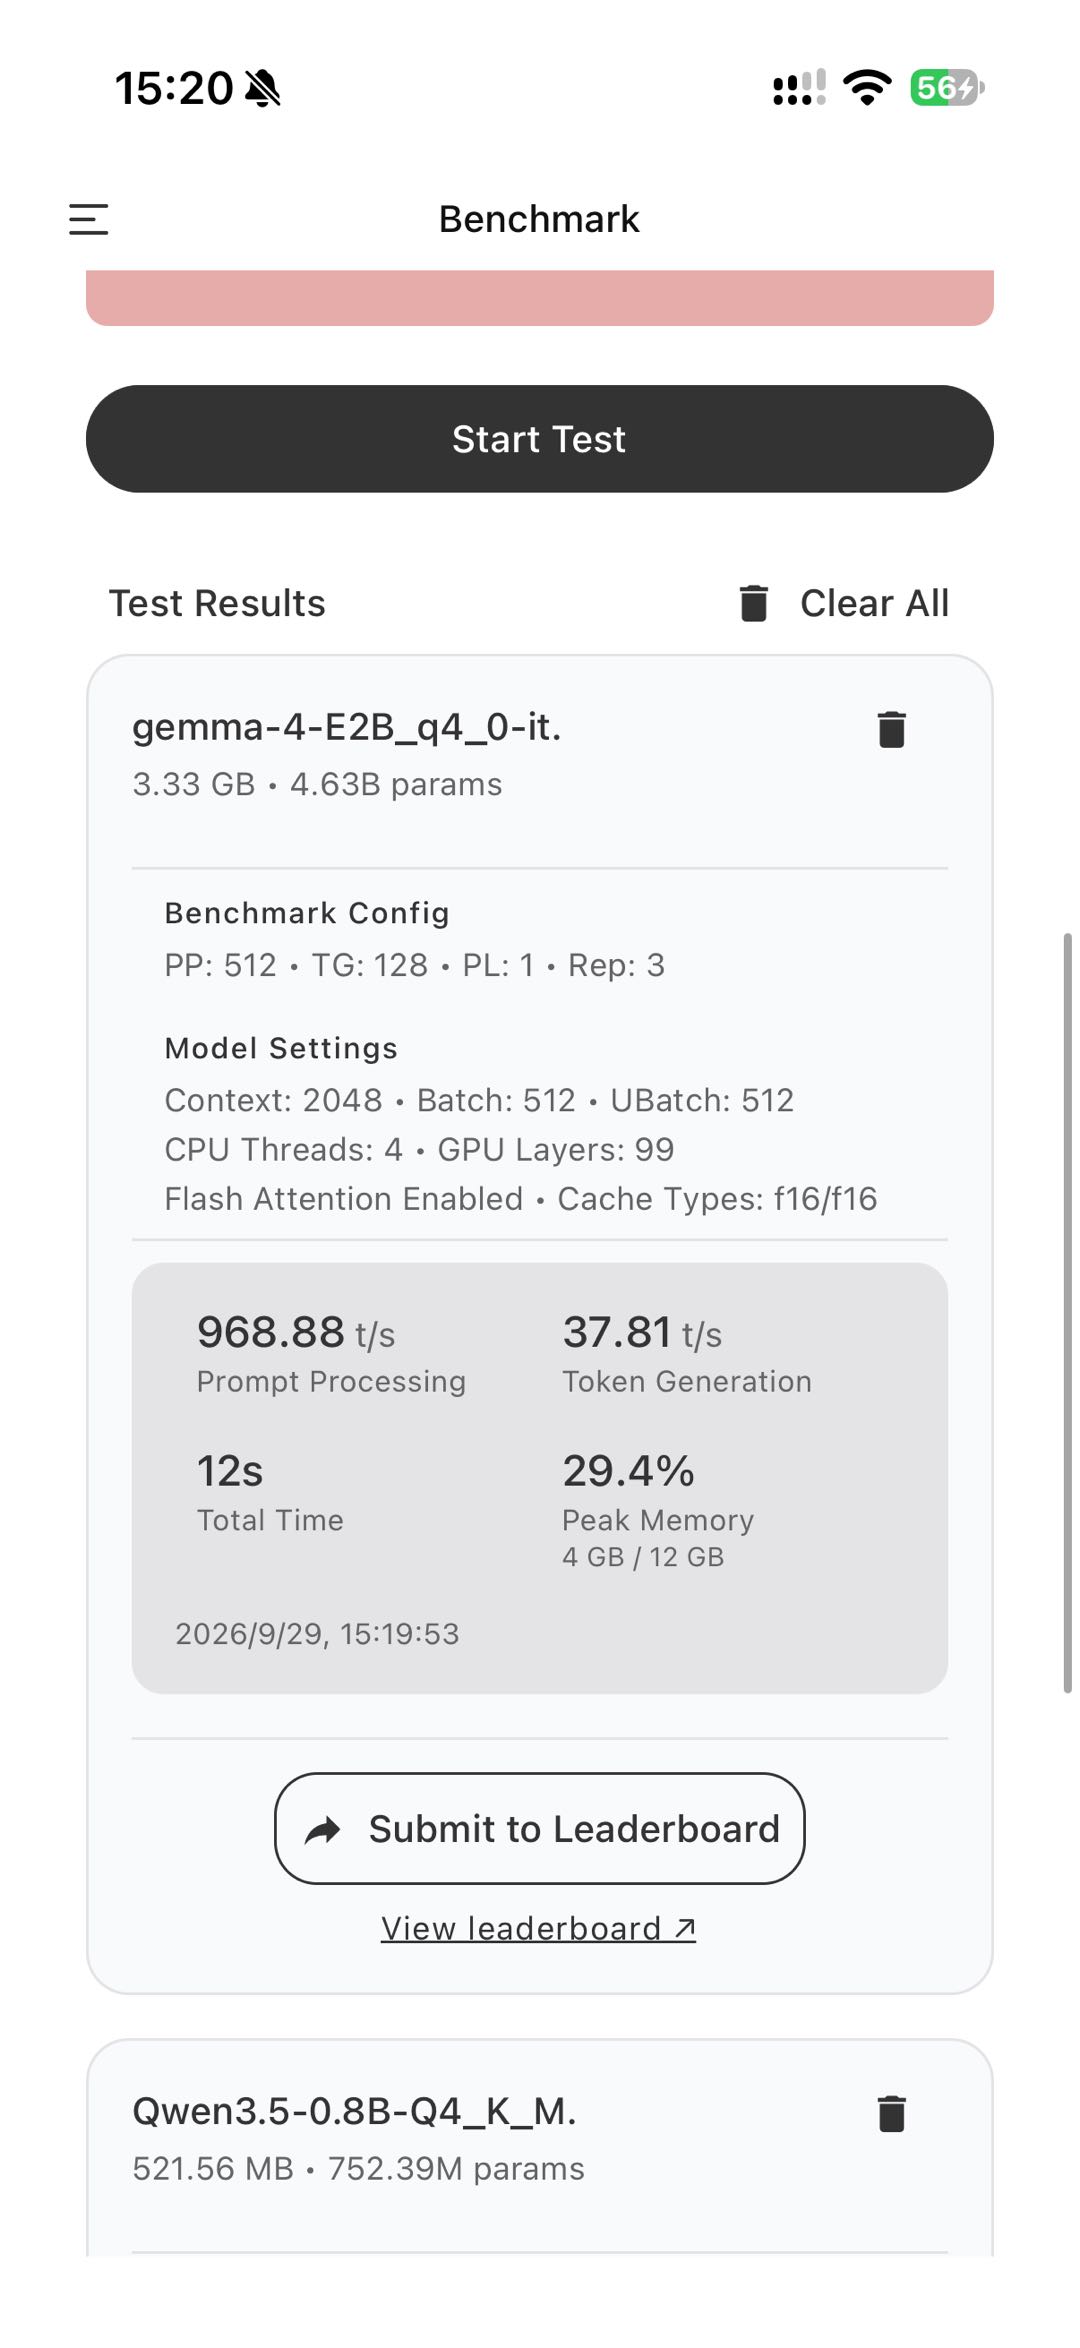 15:20
56
Benchmark
Start Test
Test Results
Clear All
gemma-4-E2B_q4_0-it.
3.33 GB • 4.63B params
Benchmark Config
PP: 512 • TG: 128 • PL: 1 • Rep: 3
Model Settings
Context: 2048 • Batch: 512 • UBatch: 512
CPU Threads: 4 • GPU Layers: 99
Flash Attention Enabled • Cache Types: f16/f16
968.88 t/s
Prompt Processing
37.81 t/s
Token Generation
12s
Total Time
29.4%
Peak Memory
4 GB / 12 GB
2026/9/29, 15:19:53
Submit to Leaderboard
View leaderboard ↗
Qwen3.5-0.8B-Q4_K_M.
521.56 MB • 752.39M params